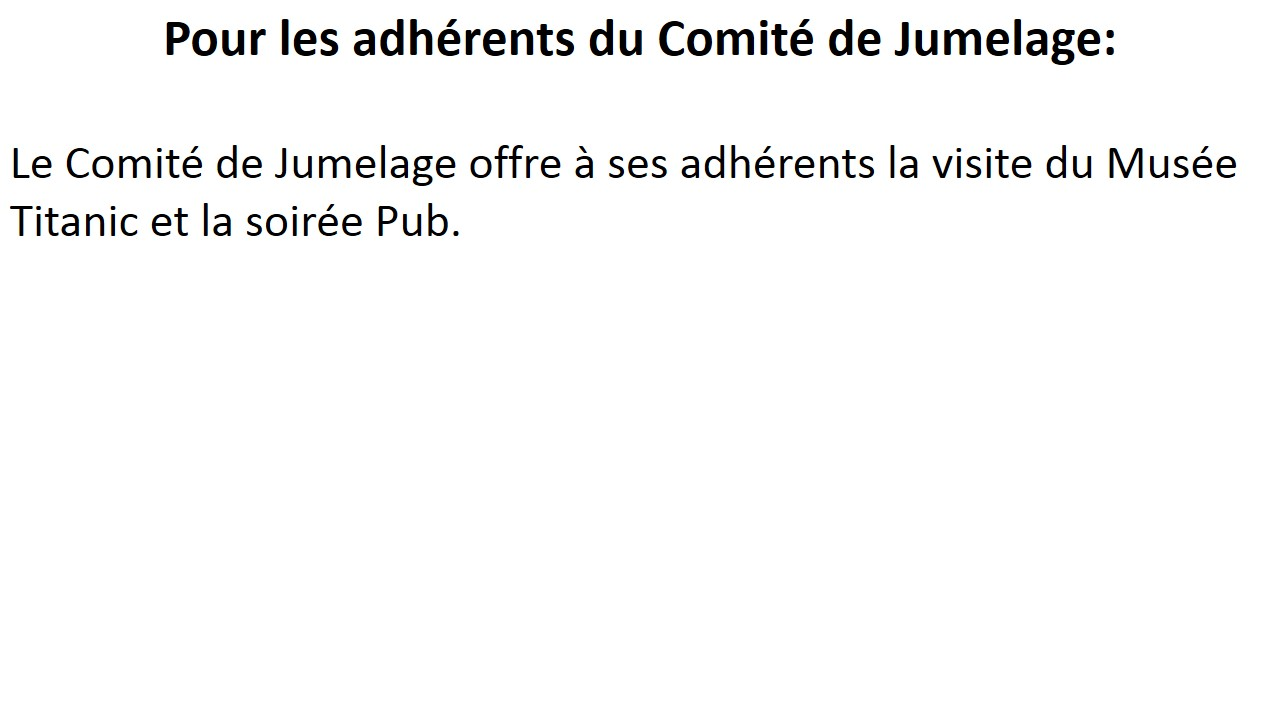 Pour les adhérents du Comité de Jumelage:
Le Comité de Jumelage offre à ses adhérents la visite du Musée
Titanic et la soirée Pub.